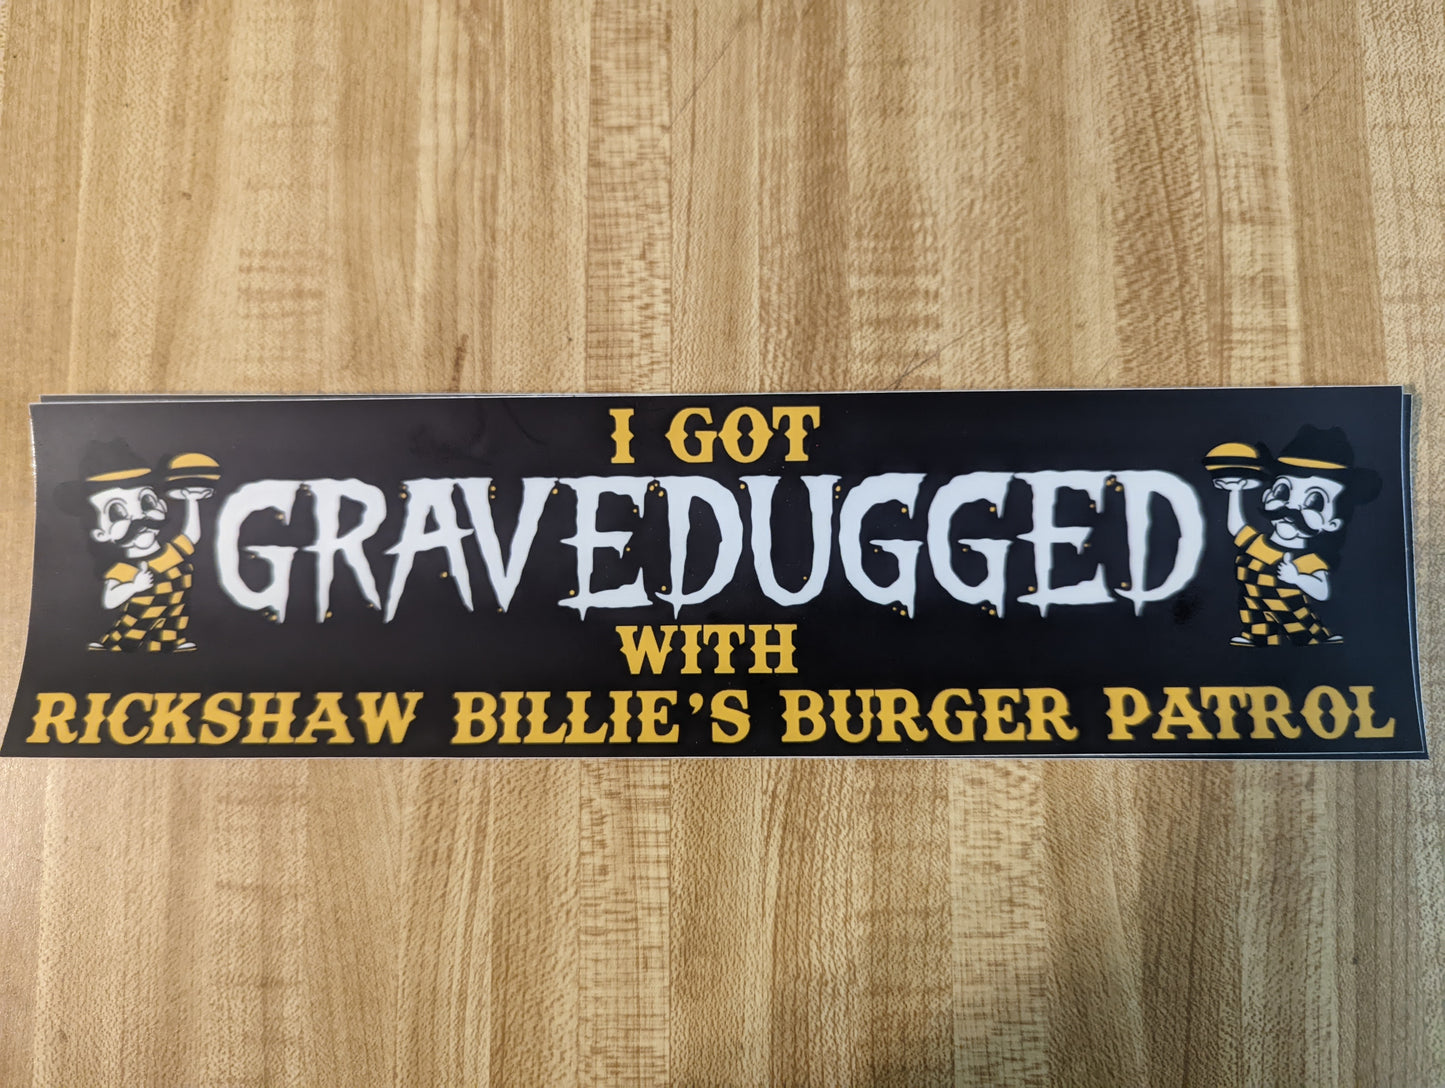 I GOT
GRAVEDUGGED
WITH
RICKSHAW BILLIE'S BURGER PATROL